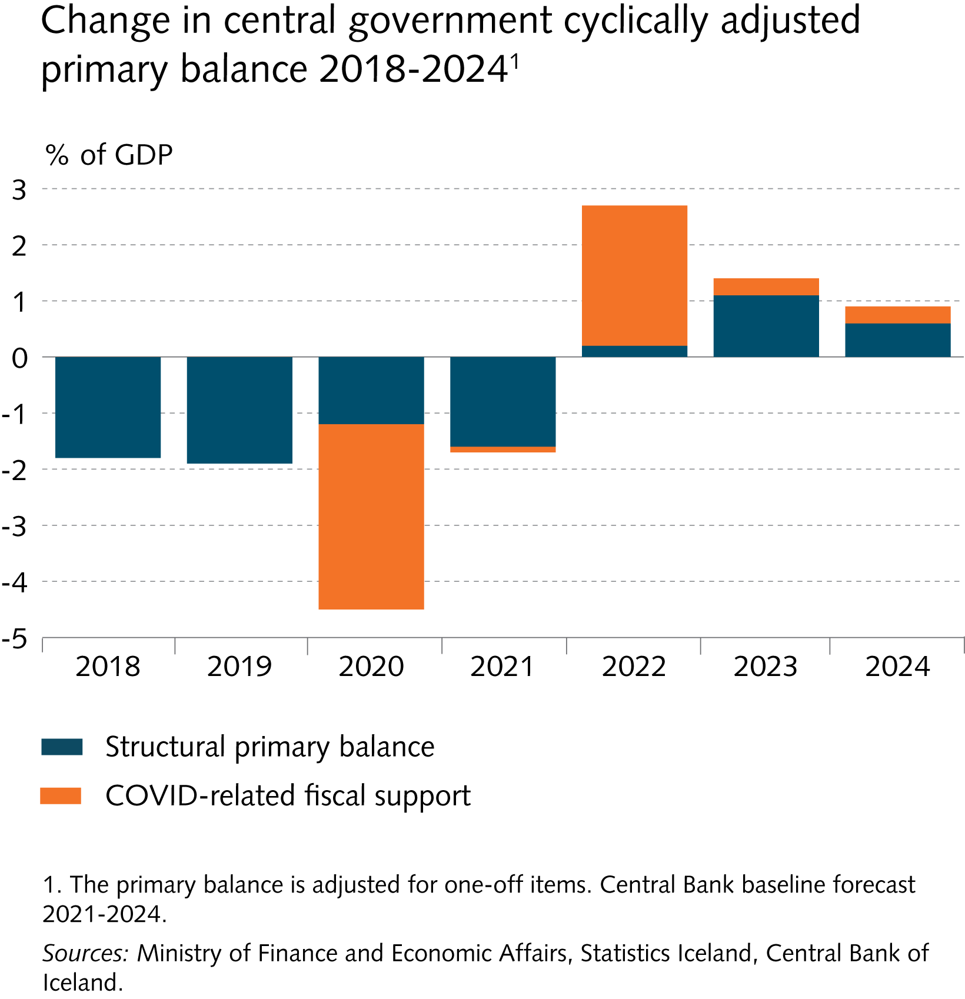 Change in central government cyclically adjusted
primary balance 2018-2024¹
% of GDP
3
2
1
0
-1
-2
-3
-4
-5
2018 2019 2020 2021 2022 2023 2024
Structural primary balance
COVID-related fiscal support
1. The primary balance is adjusted for one-off items. Central Bank baseline forecast
2021-2024.
Sources: Ministry of Finance and Economic Affairs, Statistics Iceland, Central Bank of
Iceland.